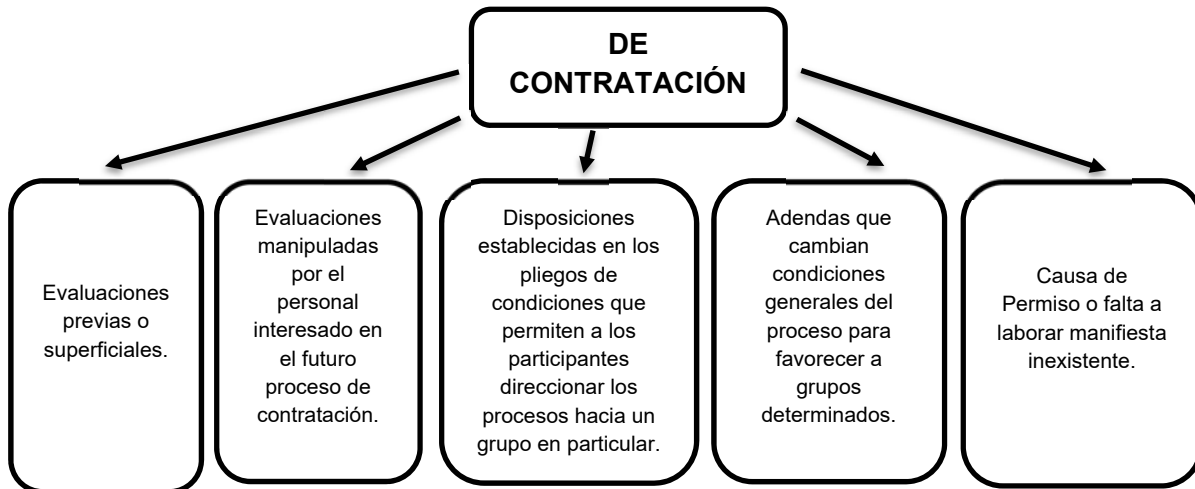 DE
CONTRATACIÓN
Evaluaciones
previas o
superficiales.
Evaluaciones
manipuladas
por el
personal
interesado en
el futuro
proceso de
contratación.
Disposiciones
establecidas en los
pliegos de
condiciones que
permiten a los
participantes
direccionar los
procesos hacia un
grupo en particular.
Adendas que
cambian
condiciones
generales del
proceso para
favorecer a
grupos
determinados.
Causa de
Permiso o falta a
laborar manifiesta
inexistente.